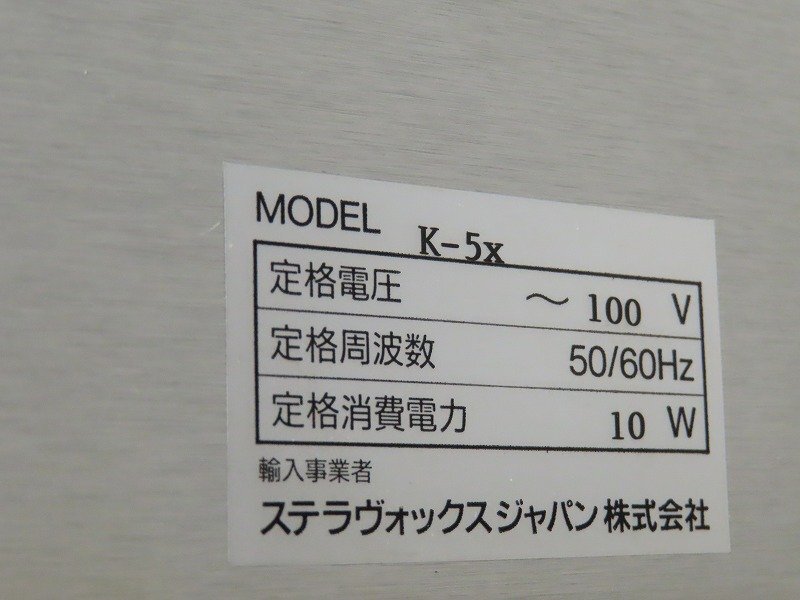 MODEL K-5x
定格電圧 〜 100 V
定格周波数 50/60Hz
定格消費電力 10 W
輸入事業者
ステラヴォックスジャパン株式会社